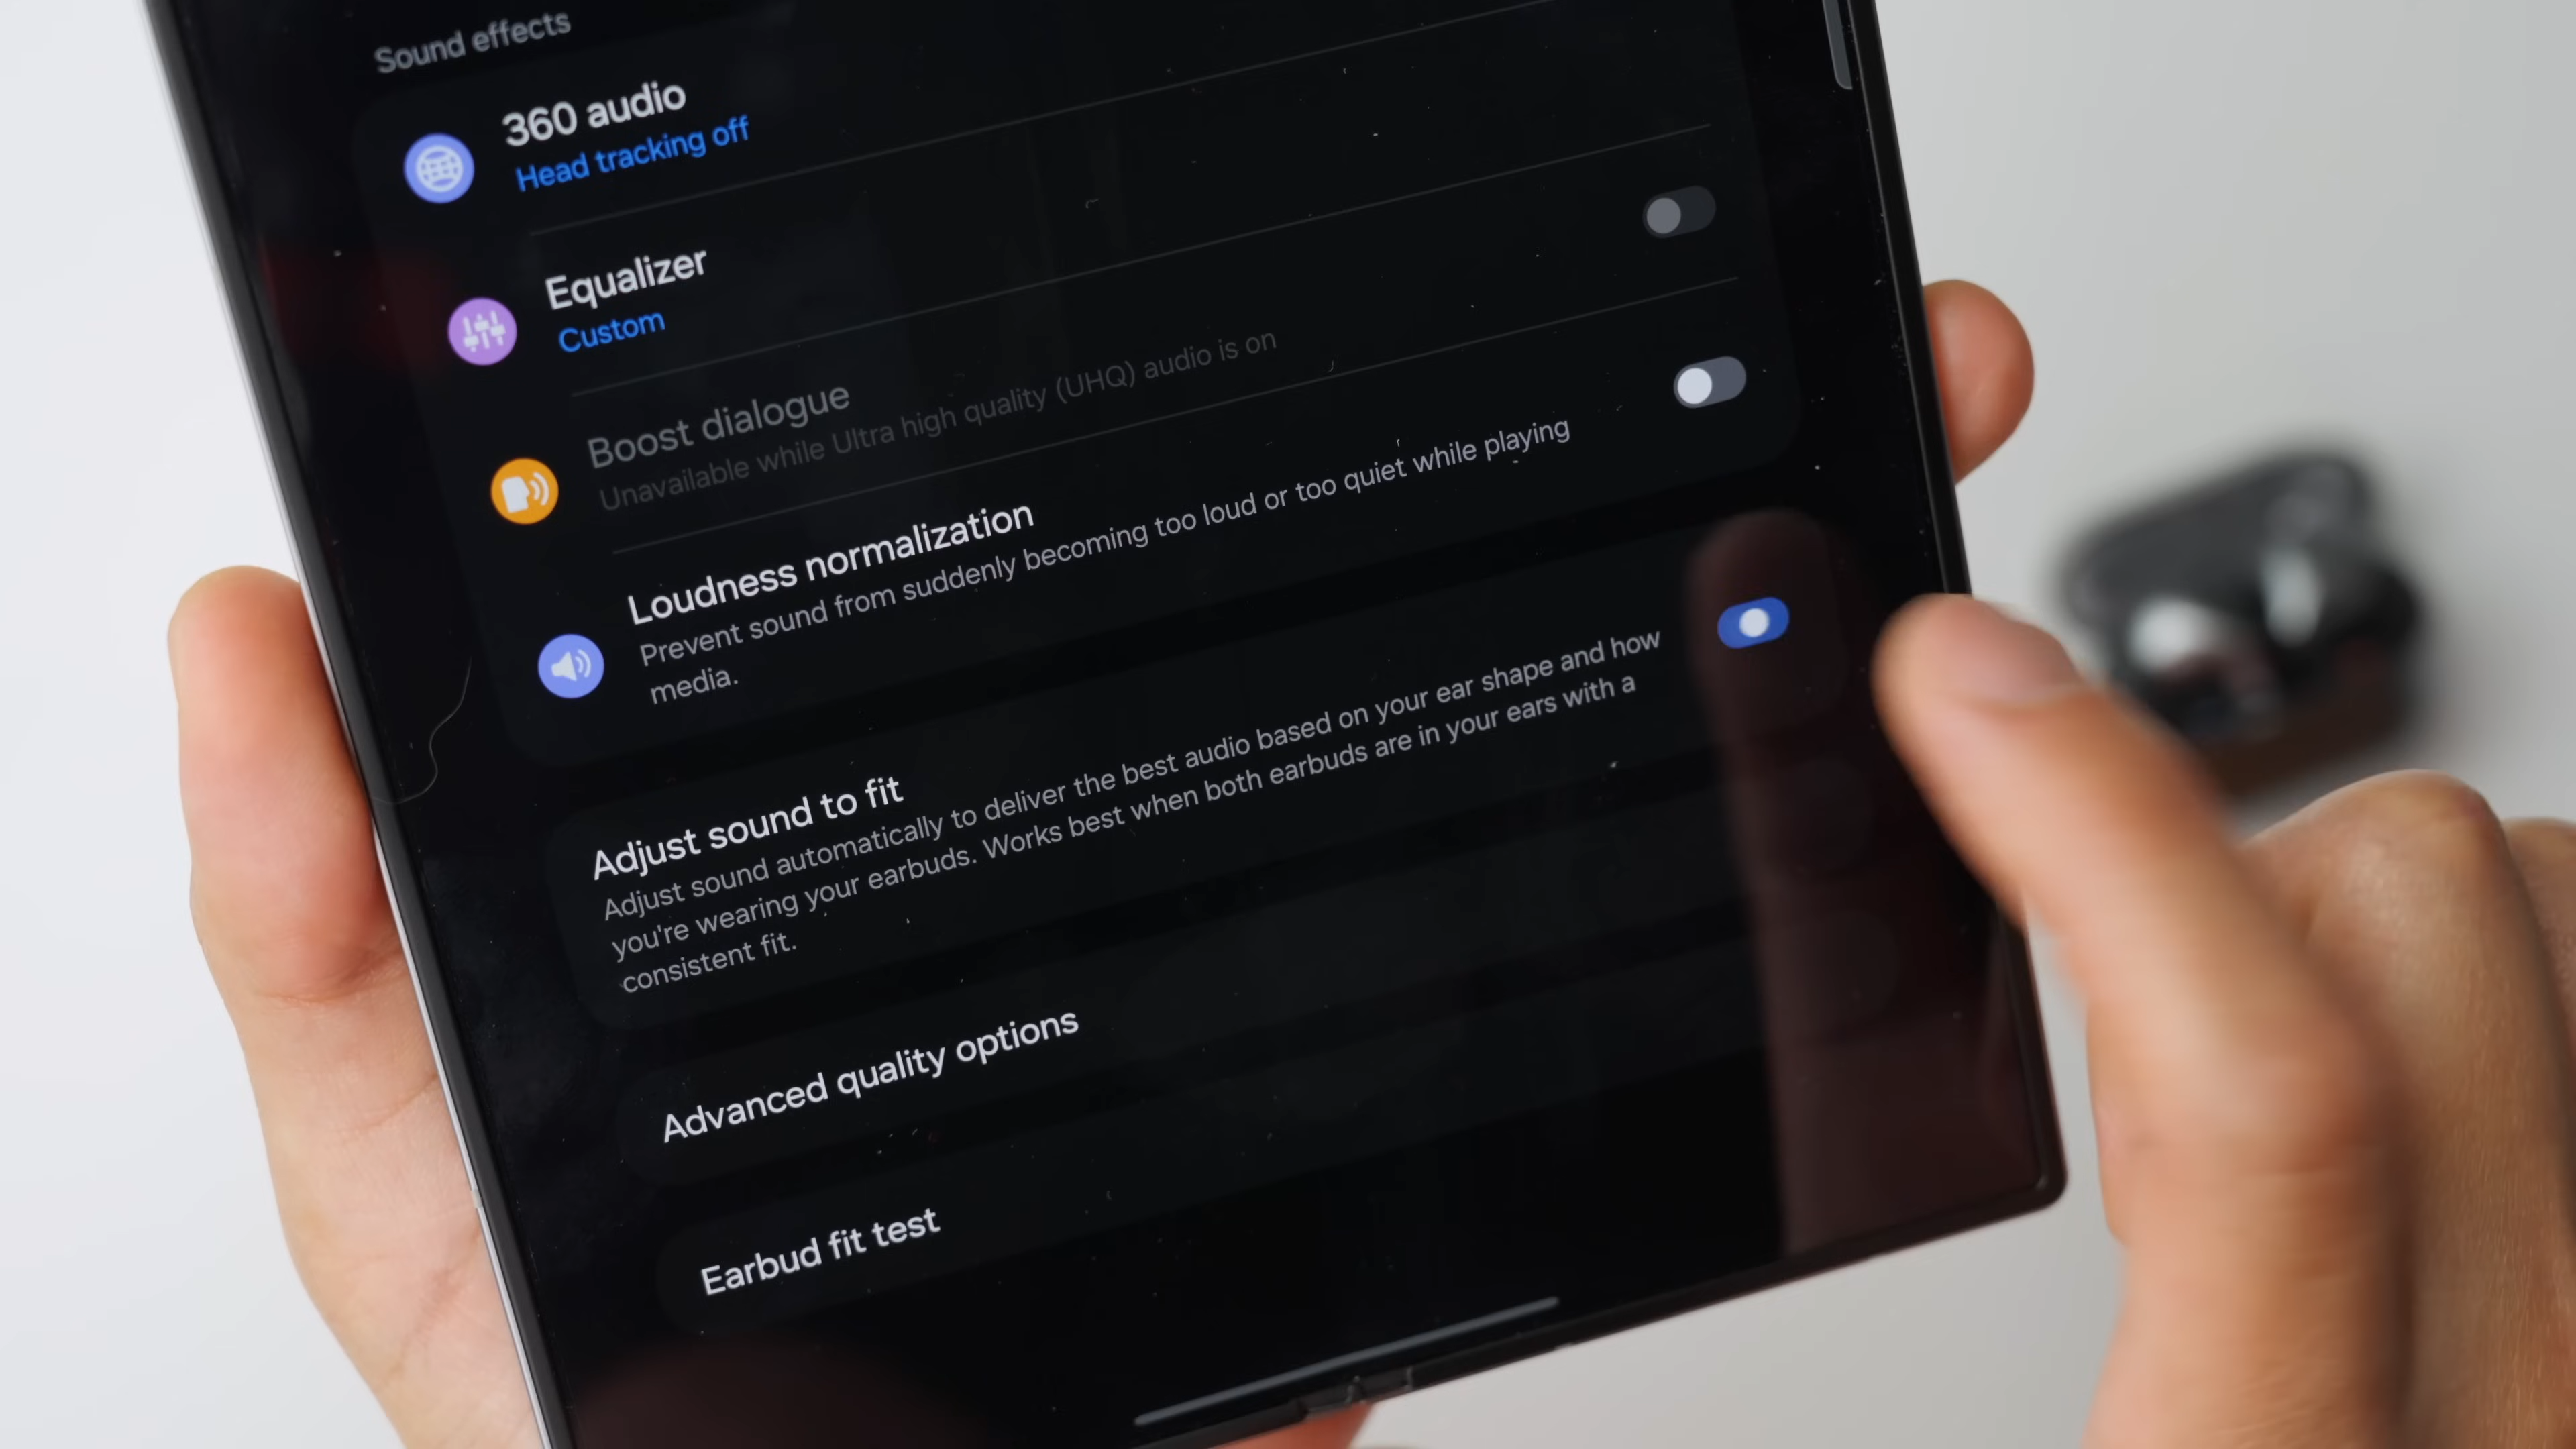 Sound effects
360 audio
Head tracking off
Equalizer
Custom
Boost dialogue
Unavailable while Ultra high quality (UHQ) audio is on
Loudness normalization
Prevent sound from suddenly becoming too loud or too quiet while playing
media.
Adjust sound to fit
Adjust sound automatically to deliver the best audio based on your ear shape and how
you're wearing your earbuds. Works best when both earbuds are in your ears with a
consistent fit.
Advanced quality options
Earbud fit test